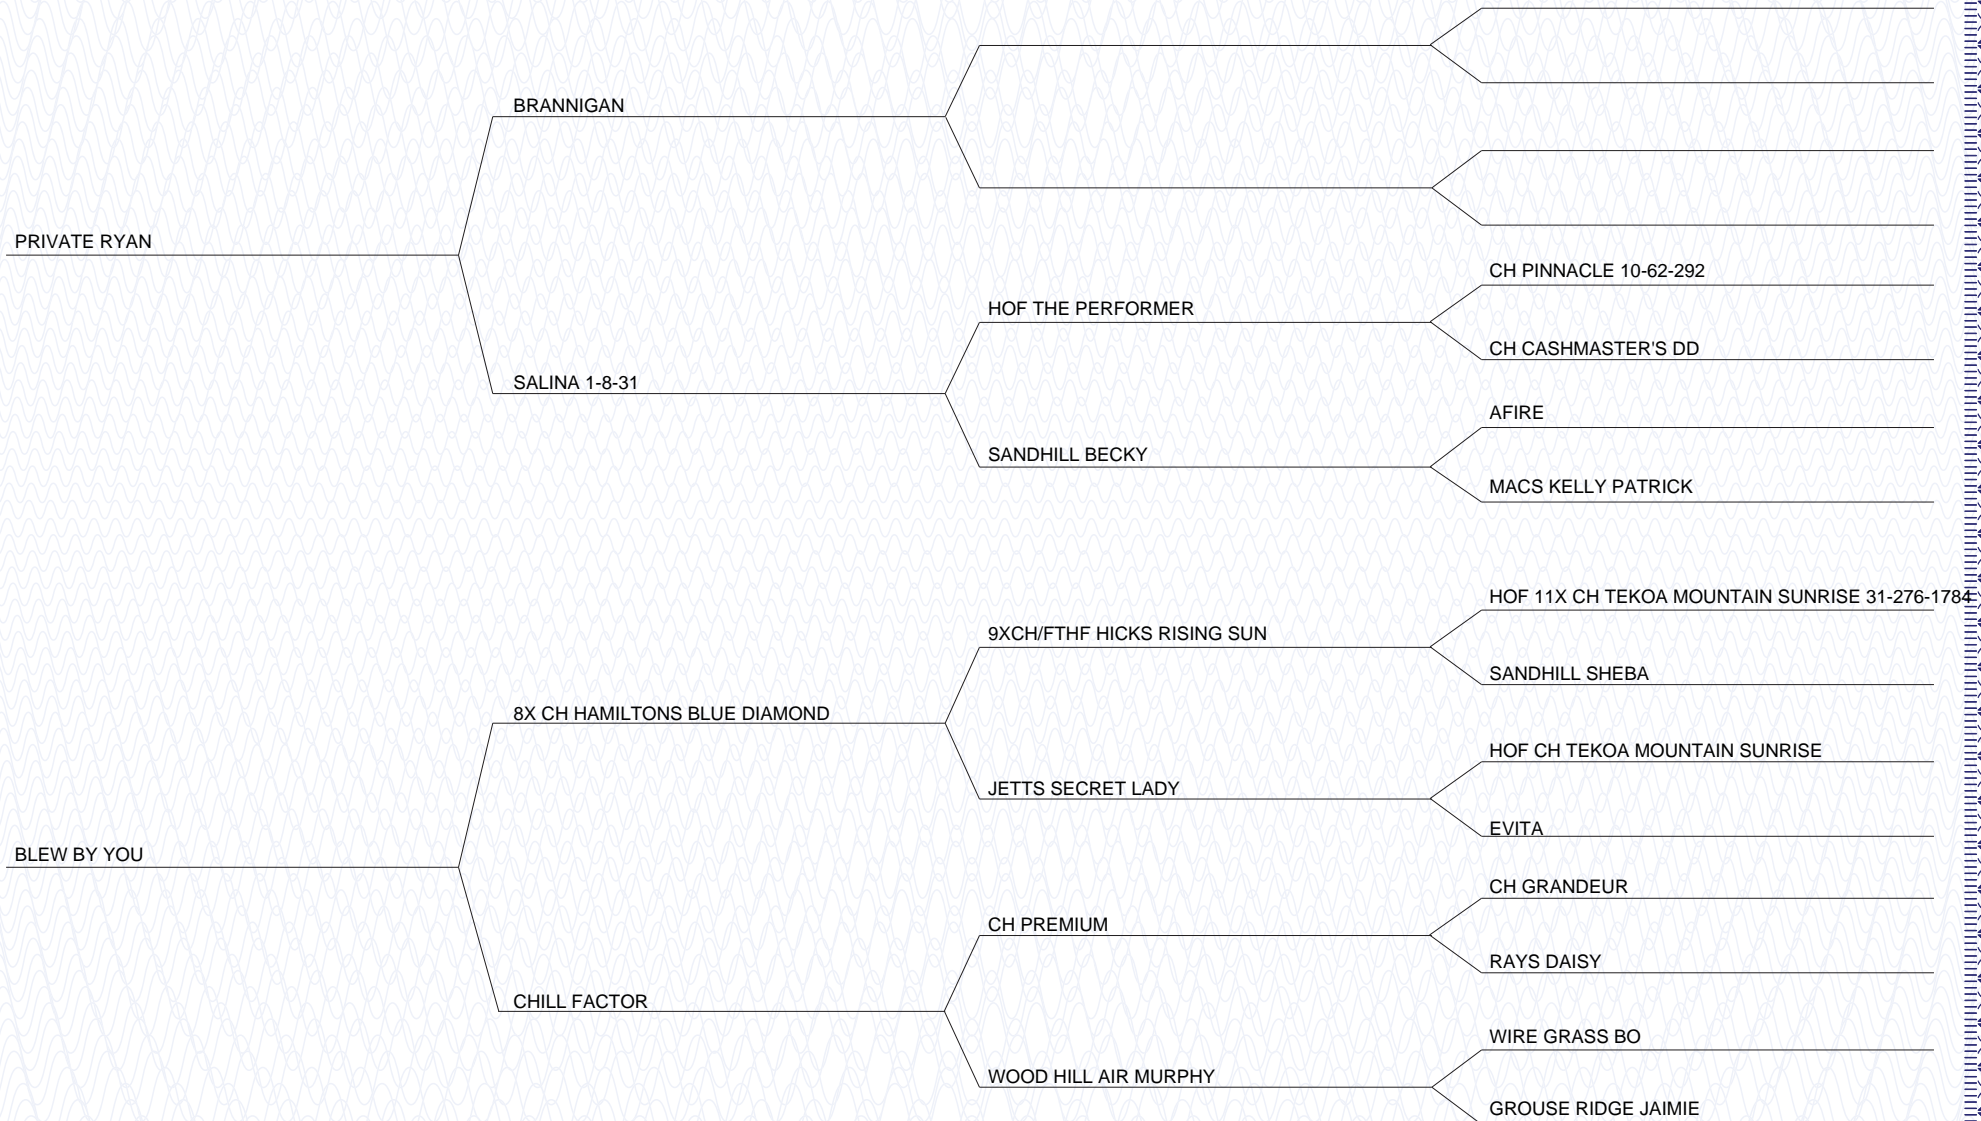 BRANNIGAN
PRIVATE RYAN
CH PINNACLE 10-62-292
HOF THE PERFORMER
CH CASHMASTER'S DD
SALINA 1-8-31
AFIRE
SANDHILL BECKY
MACS KELLY PATRICK
HOF 11X CH TEKOA MOUNTAIN SUNRISE 31-276-1784
9XCH/FTHF HICKS RISING SUN
SANDHILL SHEBA
8X CH HAMILTONS BLUE DIAMOND
HOF CH TEKOA MOUNTAIN SUNRISE
JETTS SECRET LADY
EVITA
BLEW BY YOU
CH GRANDEUR
CH PREMIUM
RAYS DAISY
CHILL FACTOR
WIRE GRASS BO
WOOD HILL AIR MURPHY
GROUSE RIDGE JAIMIE